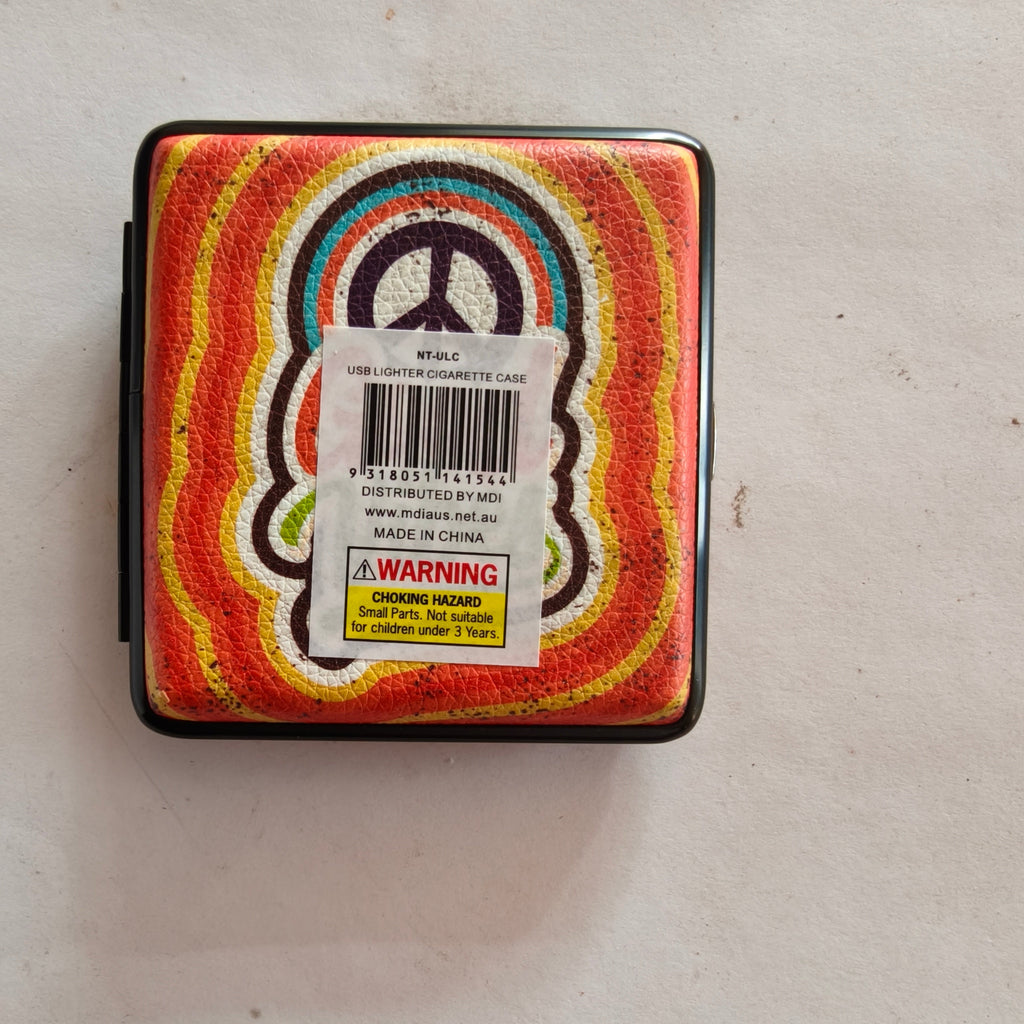 NT-ULC
USB LIGHTER CIGARETTE CASE
9 318051 141544
DISTRIBUTED BY MDI
www.mdiaus.net.au
MADE IN CHINA
WARNING
CHOKING HAZARD
Small Parts. Not suitable
for children under 3 Years.